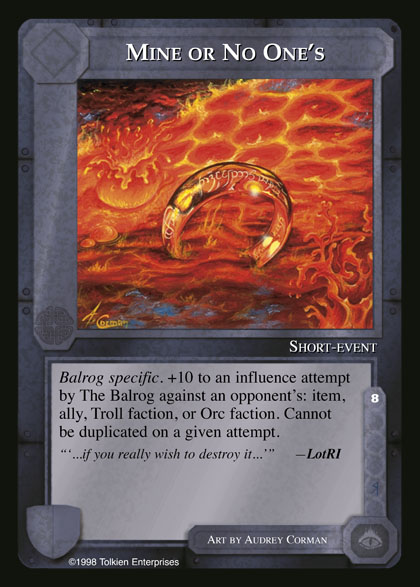 Mine or No One's
A. Corman
Short-event
Balrog specific. +10 to an influence attempt
by The Balrog against an opponent's: item,
ally, Troll faction, or Orc faction. Cannot
be duplicated on a given attempt.
"'...if you really wish to destroy it...'" —LotRI
8
Art by Audrey Corman
©1998 Tolkien Enterprises